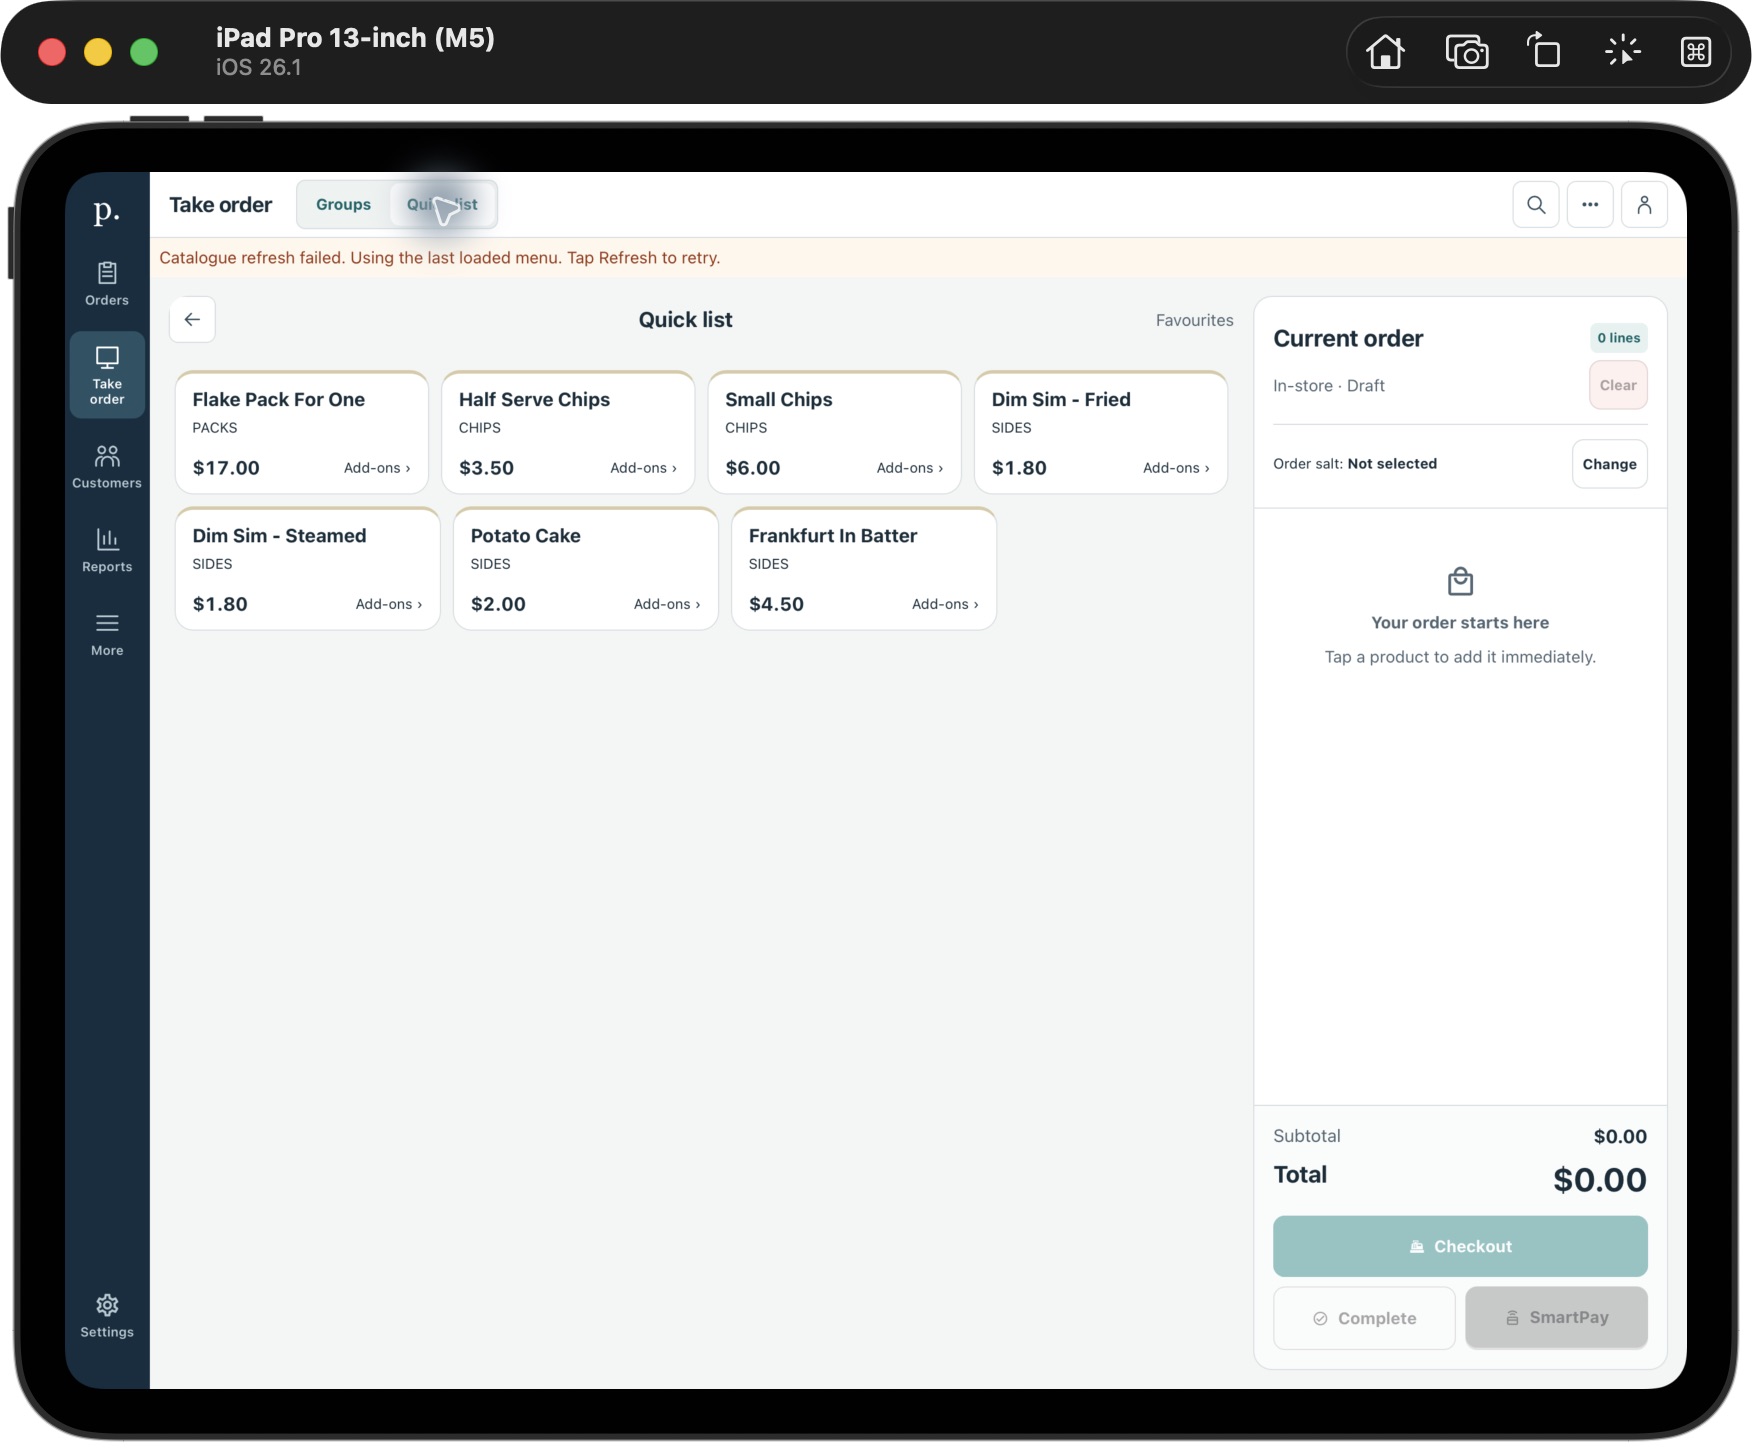 iPad Pro 13-inch (M5)
iOS 26.1
p.
Orders
Take
order
Customers
Reports
More
Settings
Take order
Groups
Catalogue refresh failed. Using the last loaded menu. Tap Refresh to retry.
Quick list
Favourites
Flake Pack For One
PACKS
$17.00 Add-ons ›
Half Serve Chips
CHIPS
$3.50 Add-ons ›
Small Chips
CHIPS
$6.00 Add-ons ›
Dim Sim - Fried
SIDES
$1.80 Add-ons ›
Dim Sim - Steamed
SIDES
$1.80 Add-ons ›
Potato Cake
SIDES
$2.00 Add-ons ›
Frankfurt In Batter
SIDES
$4.50 Add-ons ›
Current order
0 lines
In-store · Draft
Clear
Order salt: Not selected
Change
Your order starts here
Tap a product to add it immediately.
Subtotal $0.00
Total $0.00
Checkout
Complete
SmartPay